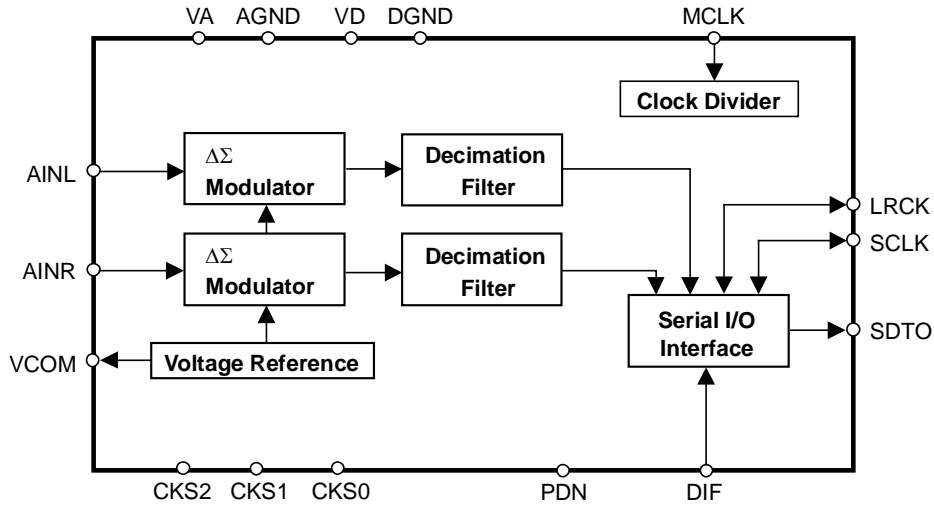 VA AGND VD DGND MCLK
Clock Divider
AINL
ΔΣ
Modulator
Decimation
Filter
LRCK
SCLK
AINR
ΔΣ
Modulator
Decimation
Filter
Serial I/O
Interface
SDTO
VCOM
Voltage Reference
CKS2 CKS1 CKS0 PDN DIF